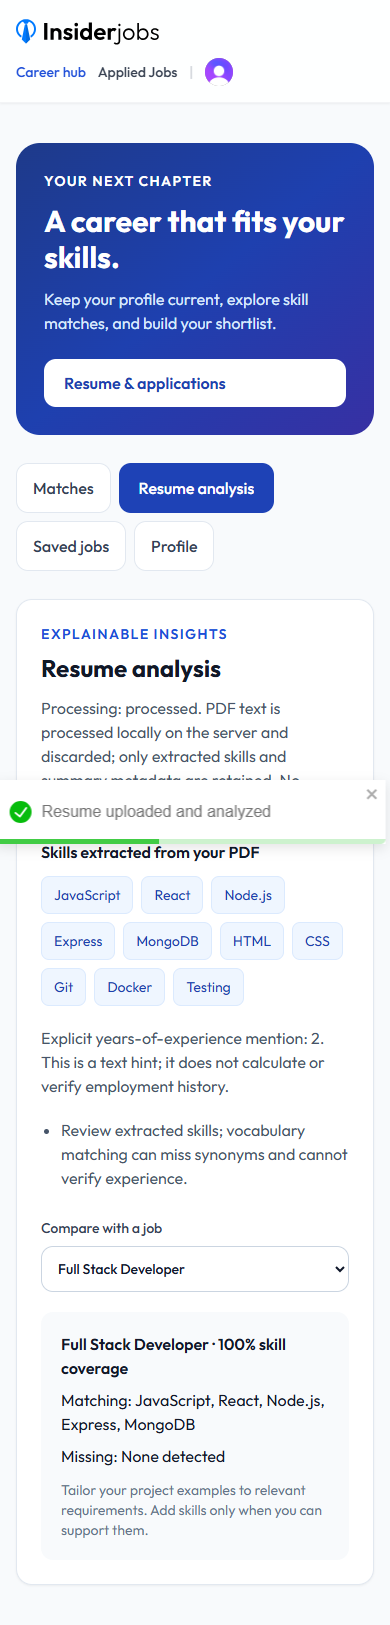 Insiderjobs
Career hub Applied Jobs |
YOUR NEXT CHAPTER
A career that fits your
skills.
Keep your profile current, explore skill
matches, and build your shortlist.
Resume & applications
Matches Resume analysis
Saved jobs Profile
EXPLAINABLE INSIGHTS
Resume analysis
Processing: processed. PDF text is
processed locally on the server and
discarded; only extracted skills and
summary metadata are retained. No
Resume uploaded and analyzed ×
Skills extracted from your PDF
JavaScript React Node.js
Express MongoDB HTML CSS
Git Docker Testing
Explicit years-of-experience mention: 2.
This is a text hint; it does not calculate or
verify employment history.
• Review extracted skills; vocabulary
matching can miss synonyms and cannot
verify experience.
Compare with a job
Full Stack Developer
Full Stack Developer · 100% skill
coverage
Matching: JavaScript, React, Node.js,
Express, MongoDB
Missing: None detected
Tailor your project examples to relevant
requirements. Add skills only when you can
support them.